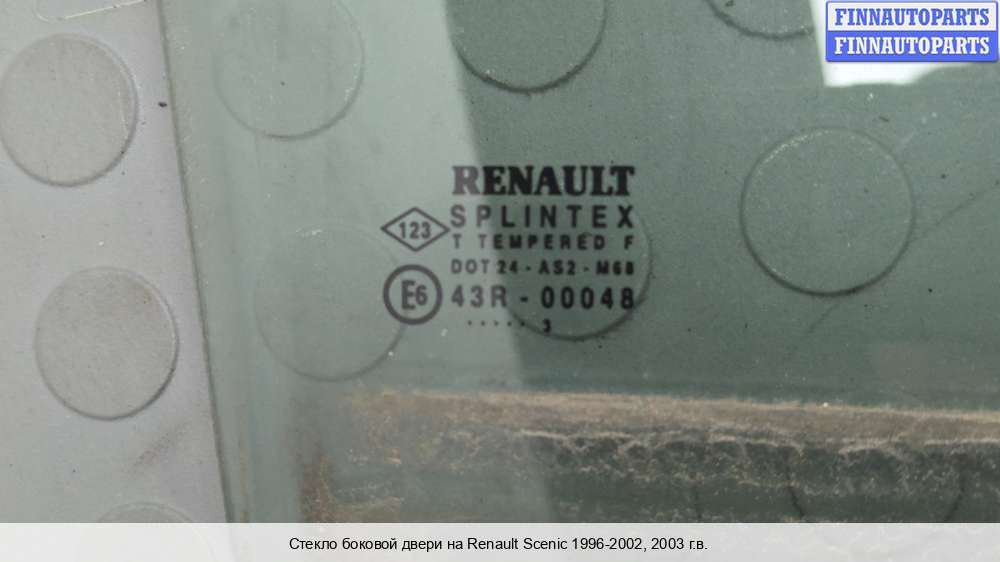 FINNAUTOPARTS
FINNAUTOPARTS
RENAULT
123
SPLINTEX
T TEMPERED F
DOT 24 - AS2 - M68
E6
43R - 00048
..... 3
Стекло боковой двери на Renault Scenic 1996-2002, 2003 г.в.